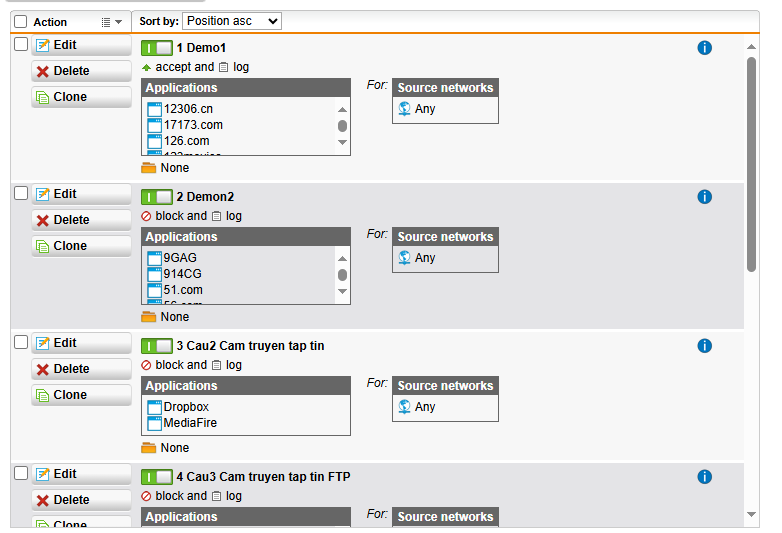 Action
Sort by: Position asc
Edit
Delete
Clone
1 Demo1
accept and log
Applications
12306.cn
17173.com
126.com
For:
Source networks
Any
None
Edit
Delete
Clone
2 Demon2
block and log
Applications
9GAG
914CG
51.com
For:
Source networks
Any
None
Edit
Delete
Clone
3 Cau2 Cam truyen tap tin
block and log
Applications
Dropbox
MediaFire
For:
Source networks
Any
None
Edit
Delete
Clone
4 Cau3 Cam truyen tap tin FTP
block and log
Applications
For:
Source networks